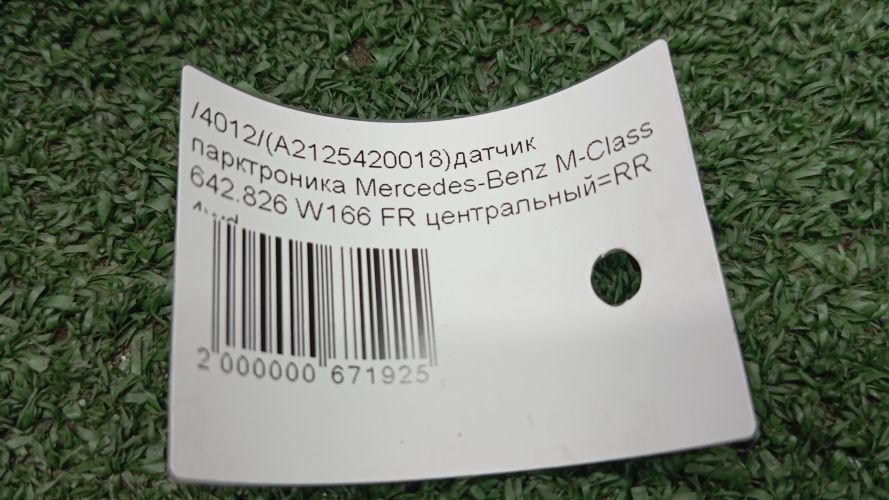 /4012/(A2125420018)датчик
парктроника Mercedes-Benz M-Class
642.826 W166 FR центральный=RR
2 000000 671925